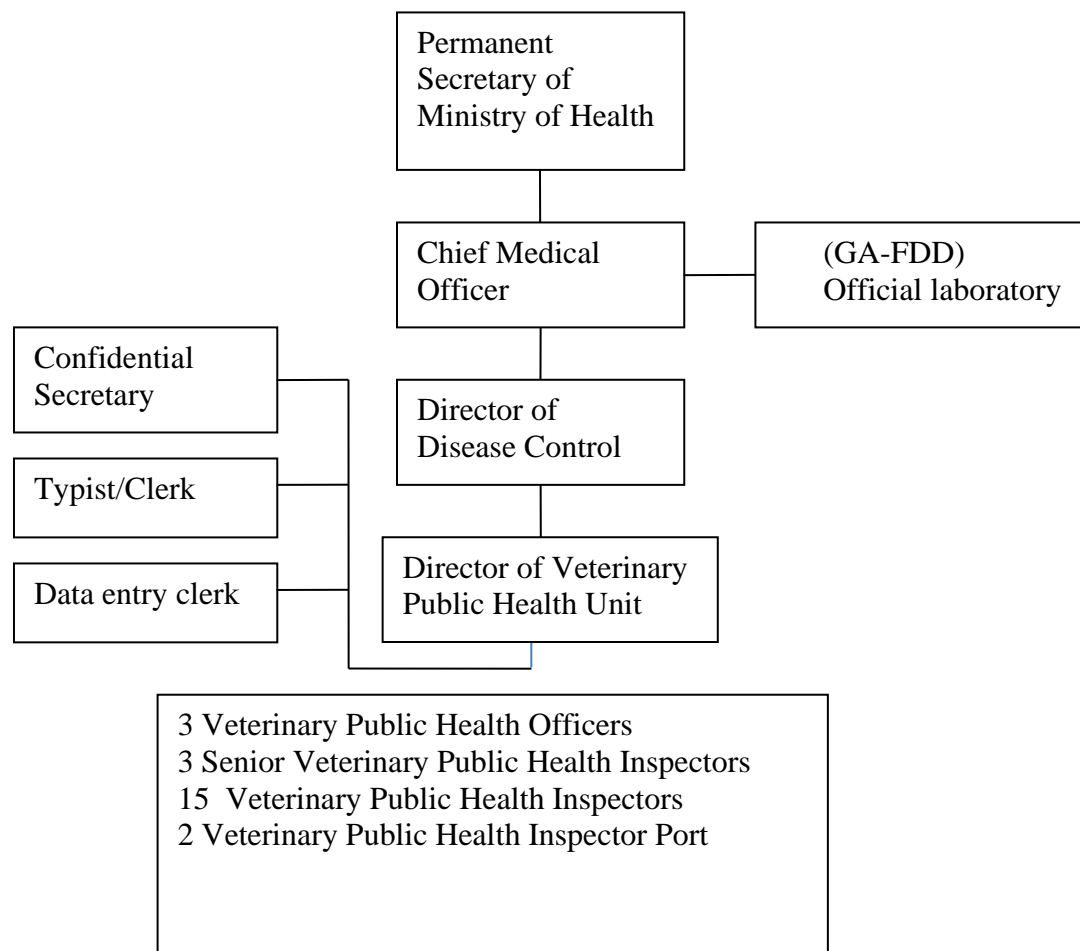 Permanent
Secretary of
Ministry of Health
Chief Medical
Officer
(GA-FDD)
Official laboratory
Confidential
Secretary
Director of
Disease Control
Typist/Clerk
Director of Veterinary
Public Health Unit
Data entry clerk
3 Veterinary Public Health Officers
3 Senior Veterinary Public Health Inspectors
15  Veterinary Public Health Inspectors
2 Veterinary Public Health Inspector Port